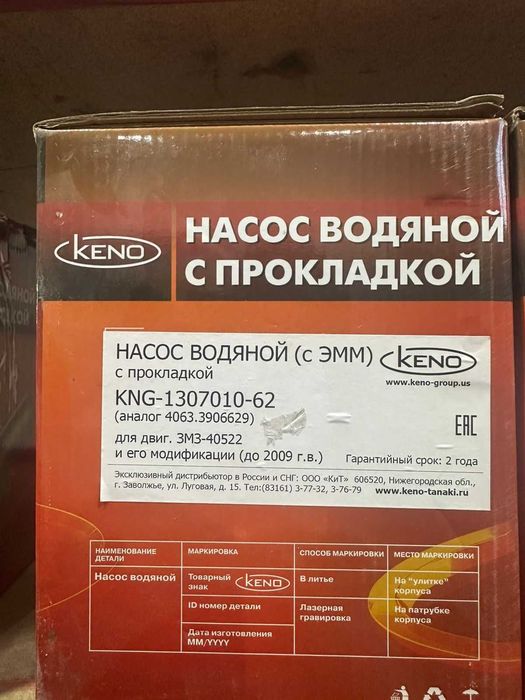 KENO
НАСОС ВОДЯНОЙ
С ПРОКЛАДКОЙ
НАСОС ВОДЯНОЙ (с ЭММ)
с прокладкой
KENO
www.keno-group.us
KNG-1307010-62
(аналог 4063.3906629)
EAC
для двиг. ЗМЗ-40522
и его модификации (до 2009 г.в.)
Гарантийный срок: 2 года
Эксклюзивный дистрибьютор в России и СНГ: ООО «КиТ» 606520, Нижегородская обл.,
г. Заволжье, ул. Луговая, д. 15. Тел:(83161) 3-77-32, 3-76-79 www.keno-tanaki.ru
НАИМЕНОВАНИЕ ДЕТАЛИ
МАРКИРОВКА
СПОСОБ МАРКИРОВКИ
МЕСТО МАРКИРОВКИ
Насос водяной
Товарный знак
KENO
В литье
На "улитке" корпуса
ID номер детали
Лазерная гравировка
На патрубке корпуса
Дата изготовления
MM/YYYY